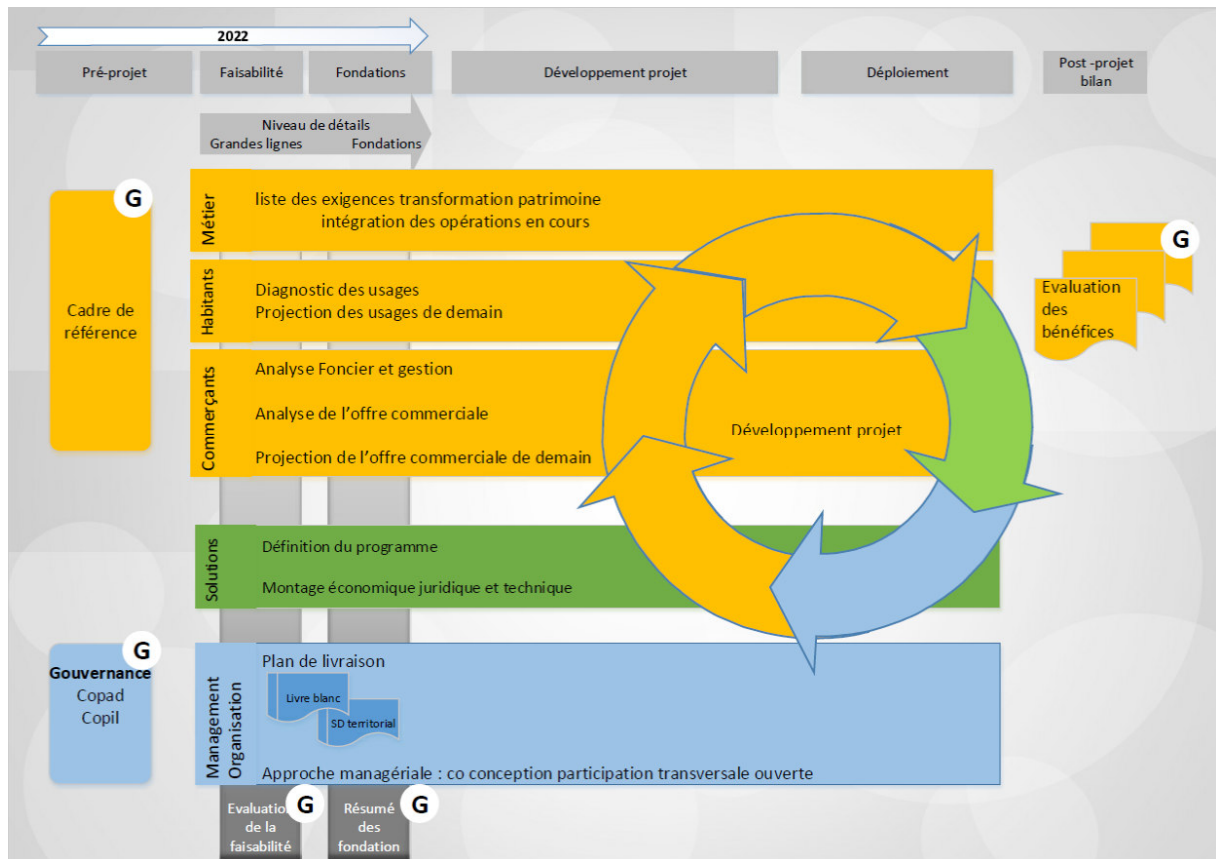 2022
Pré-projet
Faisabilité
Fondations
Développement projet
Déploiement
Post -projet
bilan
Niveau de détails
Grandes lignes
Fondations
G
Cadre de
référence
Métier
liste des exigences transformation patrimoine
intégration des opérations en cours
Habitants
Diagnostic des usages
Projection des usages de demain
Commerçants
Analyse Foncier et gestion
Analyse de l'offre commerciale
Projection de l'offre commerciale de demain
Développement projet
G
Evaluation
des
bénéfices
Solutions
Définition du programme
Montage économique juridique et technique
G
Gouvernance
Copad
Copil
Management
Organisation
Plan de livraison
Livre blanc
SD territorial
Approche managériale : co conception participation transversale ouverte
Evaluation
de la
faisabilité
G
Résumé
des
fondation
G